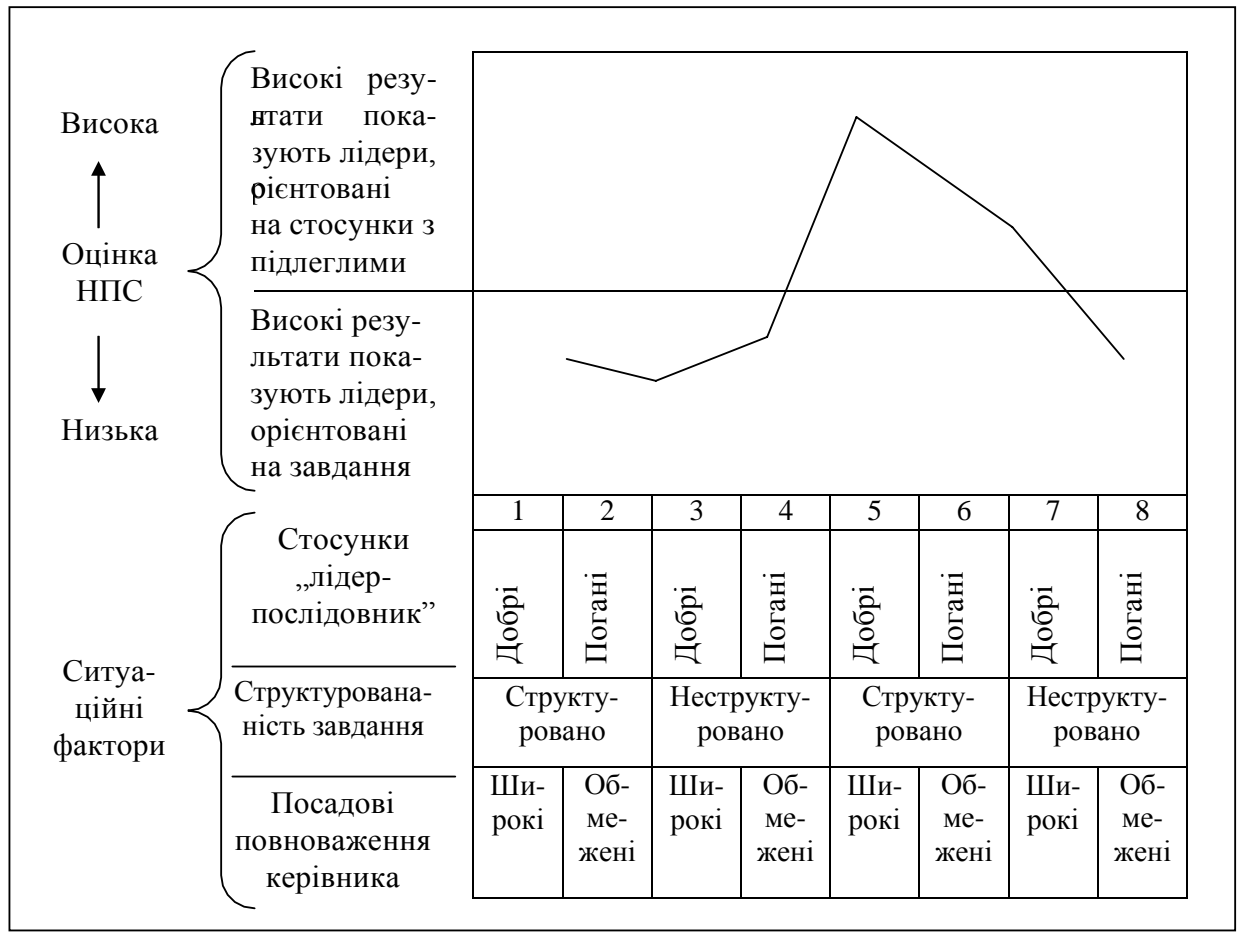 Висока
Оцінка
НПС
Низька
Високі резу-
льтати пока-
зують лідери,
орієнтовані
на стосунки з
підлеглими
Високі резу-
льтати пока-
зують лідери,
орієнтовані
на завдання
1 2 3 4 5 6 7 8
Ситуа-
ційні
фактори
Стосунки
„лідер-
послідовник”
Добрі Погані Добрі Погані Добрі Погані Добрі Погані
Структурована-
ність завдання
Структу-
ровано
Неструкту-
ровано
Структу-
ровано
Неструкту-
ровано
Посадові
повноваження
керівника
Ши-
рокі
Об-
ме-
жені
Ши-
рокі
Об-
ме-
жені
Ши-
рокі
Об-
ме-
жені
Ши-
рокі
Об-
ме-
жені